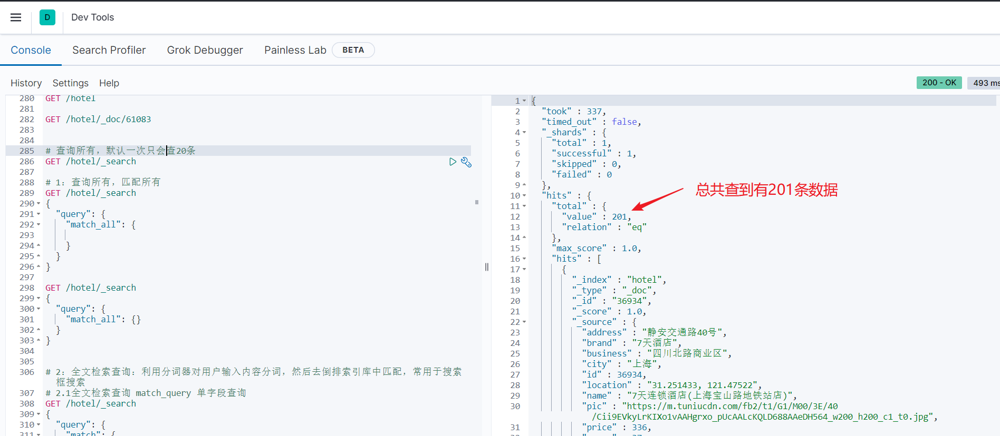 D Dev Tools
Console Search Profiler Grok Debugger Painless Lab BETA
History Settings Help
200 - OK 493 ms
280 GET /hotel
281
282 GET /hotel/_doc/61083
283
284
285 # 查询所有，默认一次只会查20条
286 GET /hotel/_search
287
288 # 1：查询所有，匹配所有
289 GET /hotel/_search
290 {
291 "query": {
292 "match_all": {
293
294 }
295 }
296 }
297
298 GET /hotel/_search
299 {
300 "query": {
301 "match_all": {}
302 }
303 }
304
305
306 # 2：全文检索查询：利用分词器对用户输入内容分词，然后去倒排索引库中匹配，常用于搜索
框搜索
307 # 2.1全文检索查询 match_query 单字段查询
308 GET /hotel/_search
309 {
310 "query": {
311 "match": {
1 {
2 "took" : 337,
3 "timed_out" : false,
4 "_shards" : {
5 "total" : 1,
6 "successful" : 1,
7 "skipped" : 0,
8 "failed" : 0
9 },
10 "hits" : {
11 "total" : {
12 "value" : 201,
13 "relation" : "eq"
14 },
15 "max_score" : 1.0,
16 "hits" : [
17 {
18 "_index" : "hotel",
19 "_type" : "_doc",
20 "_id" : "36934",
21 "_score" : 1.0,
22 "_source" : {
23 "address" : "静安交通路40号",
24 "brand" : "7天酒店",
25 "business" : "四川北路商业区",
26 "city" : "上海",
27 "id" : 36934,
28 "location" : "31.251433, 121.47522",
29 "name" : "7天连锁酒店(上海宝山路地铁站店)",
30 "pic" : "https://m.tuniucdn.com/fb2/t1/G1/M00/3E/40
/Cii9EVkyLrKIXo1vAAHgrxo_pUcAALcKQLD688AAeDH564_w200_h200_c1_t0.jpg",
31 "price" : 336,
总共查到有201条数据